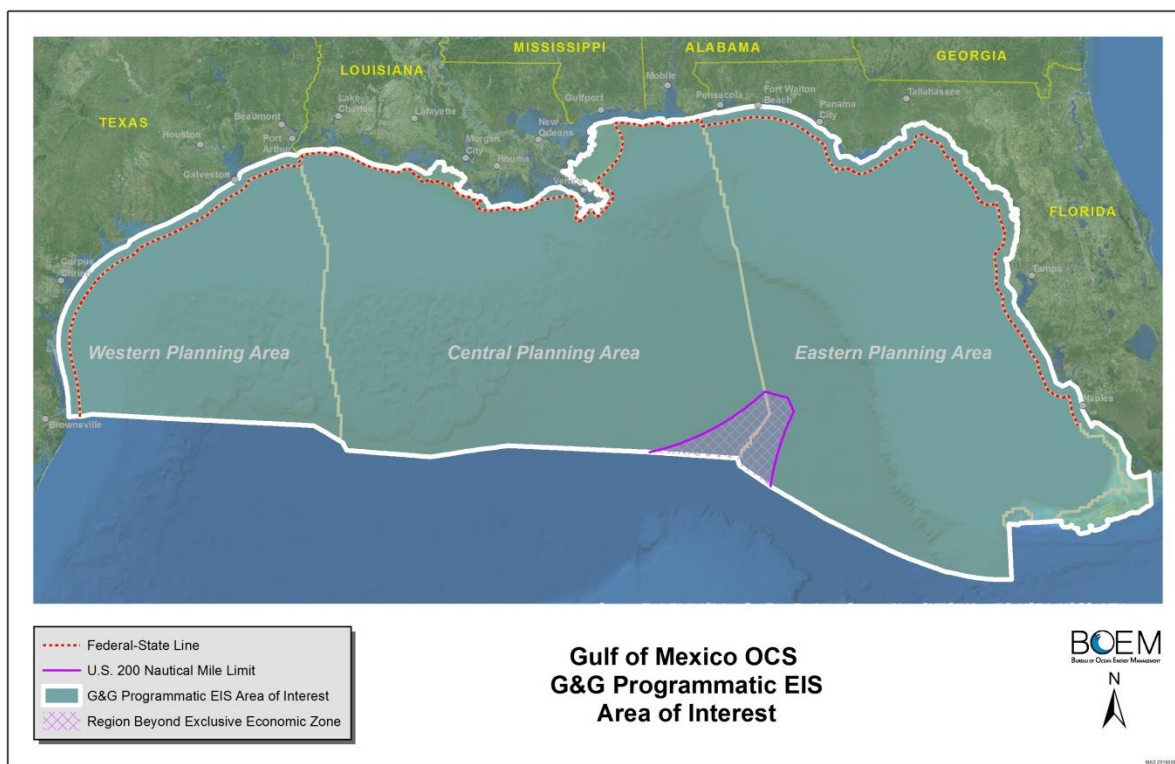 MISSISSIPPI
ALABAMA
GEORGIA
LOUISIANA
TEXAS
FLORIDA
Mobile
Gulfport
Pensacola
Fort Walton
Beach
Panama
City
Tallahassee
Lake
Charles
Lafayette
New
Orleans
Beaumont
Houston
Port
Arthur
Morgan
City
Houma
Venice
Galveston
Corpus
Christi
Tampa
Western Planning Area
Central Planning Area
Eastern Planning Area
Naples
Brownsville
Federal-State Line
U.S. 200 Nautical Mile Limit
G&G Programmatic EIS Area of Interest
Region Beyond Exclusive Economic Zone
Gulf of Mexico OCS
G&G Programmatic EIS
Area of Interest
BOEM
BUREAU OF OCEAN ENERGY MANAGEMENT
N